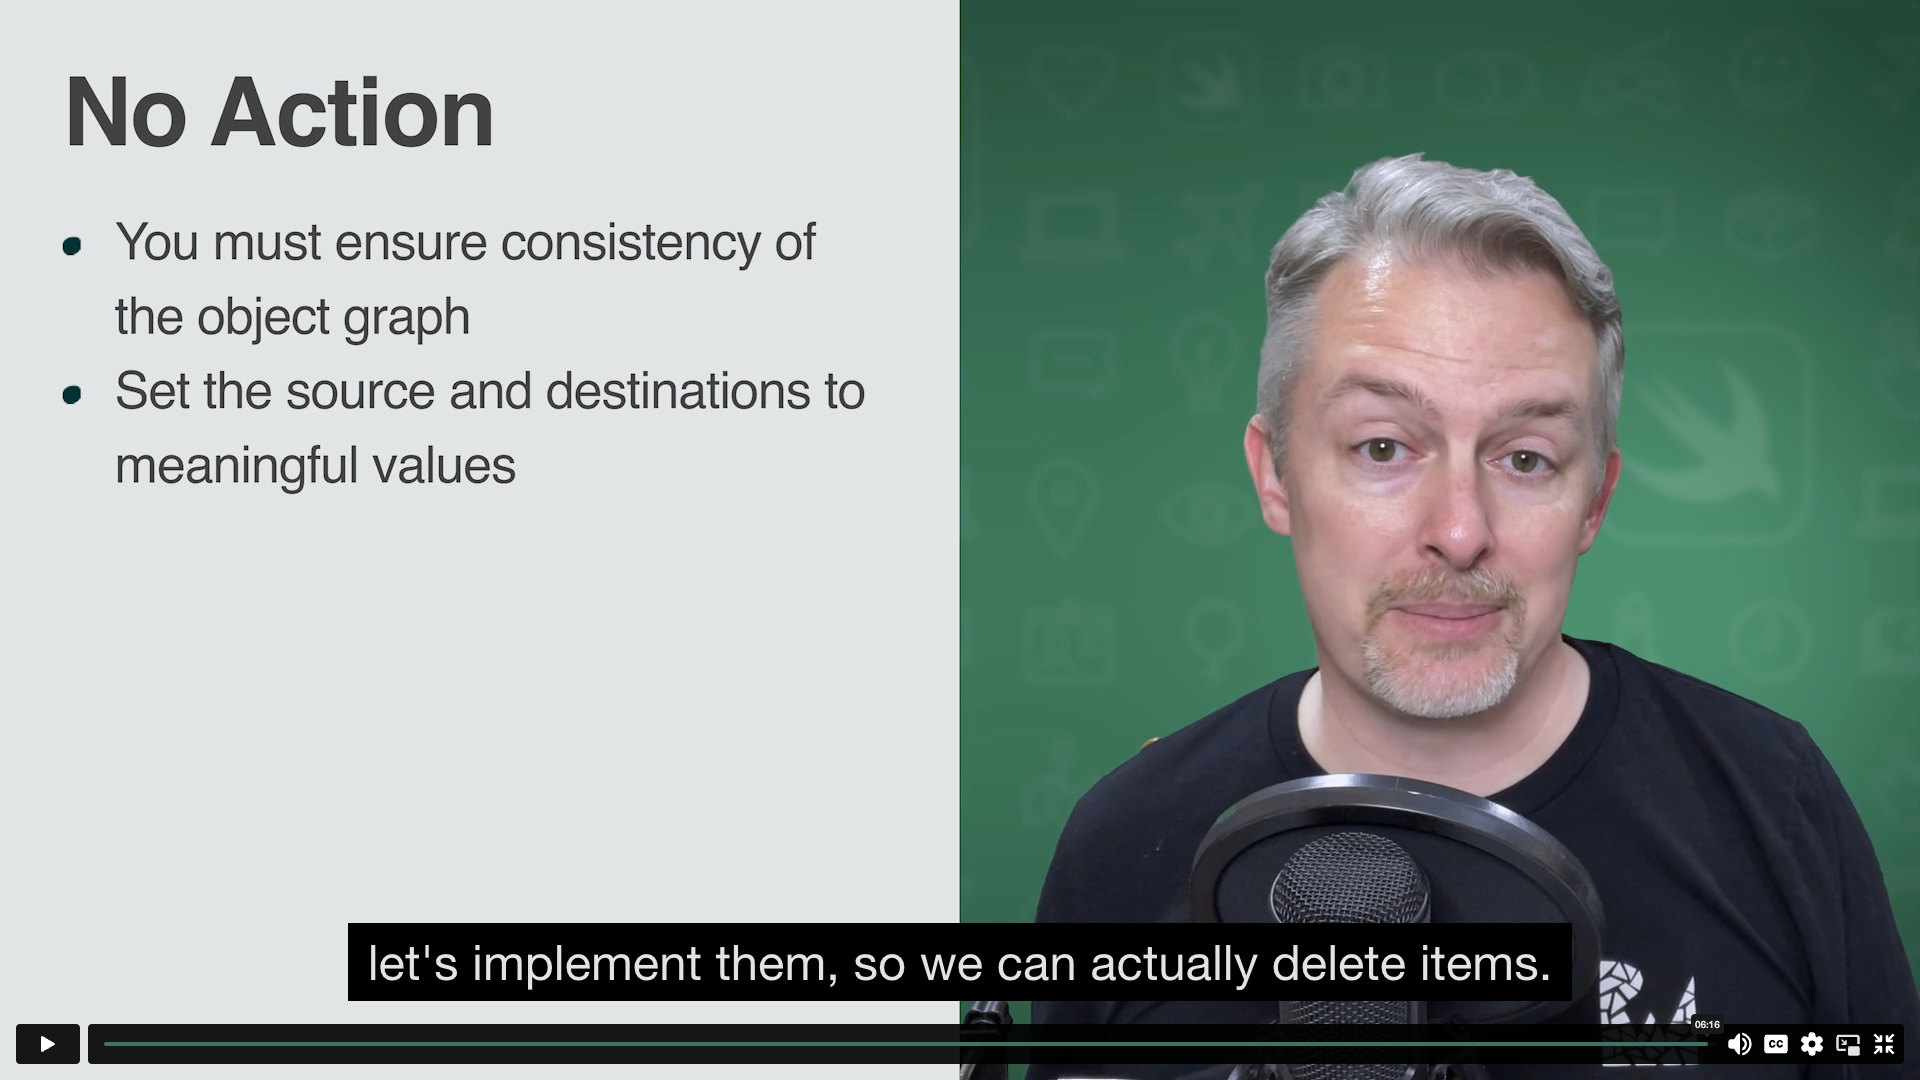 No Action
You must ensure consistency of
the object graph
Set the source and destinations to
meaningful values
let's implement them, so we can actually delete items.
06:16
CC